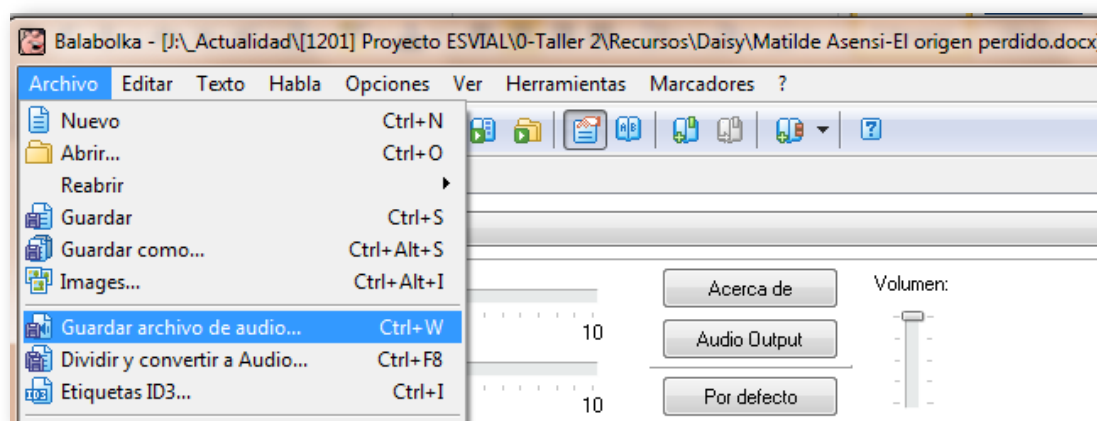 Balabolka - [J:\_Actualidad\[1201] Proyecto ESVIAL\0-Taller 2\Recursos\Daisy\Matilde Asensi-El origen perdido.docx]
Archivo Editar Texto Habla Opciones Ver Herramientas Marcadores ?
Nuevo Ctrl+N
Abrir... Ctrl+O
Reabrir
Guardar Ctrl+S
Guardar como... Ctrl+Alt+S
Images... Ctrl+Alt+I
Guardar archivo de audio... Ctrl+W
Dividir y convertir a Audio... Ctrl+F8
Etiquetas ID3... Ctrl+I
Acerca de Volumen:
10
Audio Output
10
Por defecto